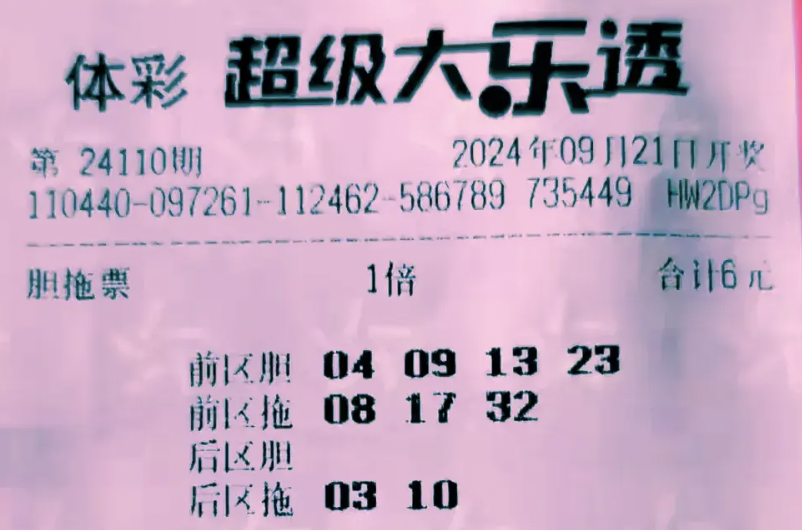 体彩 超级大乐透
第 24110期 2024年09月21日开奖
110440-097261-112462-586789 735449 HW2DPg
胆拖票 1倍 合计6元
前区胆 04 09 13 23
前区拖 08 17 32
后区胆
后区拖 03 10